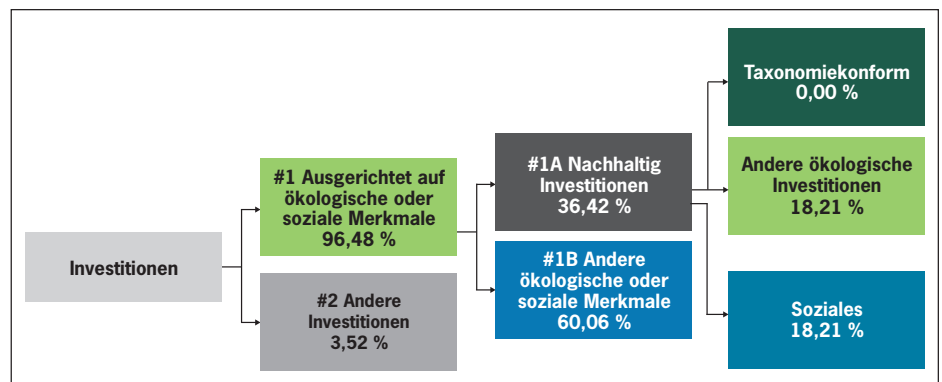 Investitionen
#1 Ausgerichtet auf
ökologische oder
soziale Merkmale
96,48 %
#2 Andere
Investitionen
3,52 %
#1A Nachhaltig
Investitionen
36,42 %
#1B Andere
ökologische oder
soziale Merkmale
60,06 %
Taxonomiekonform
0,00 %
Andere ökologische
Investitionen
18,21 %
Soziales
18,21 %